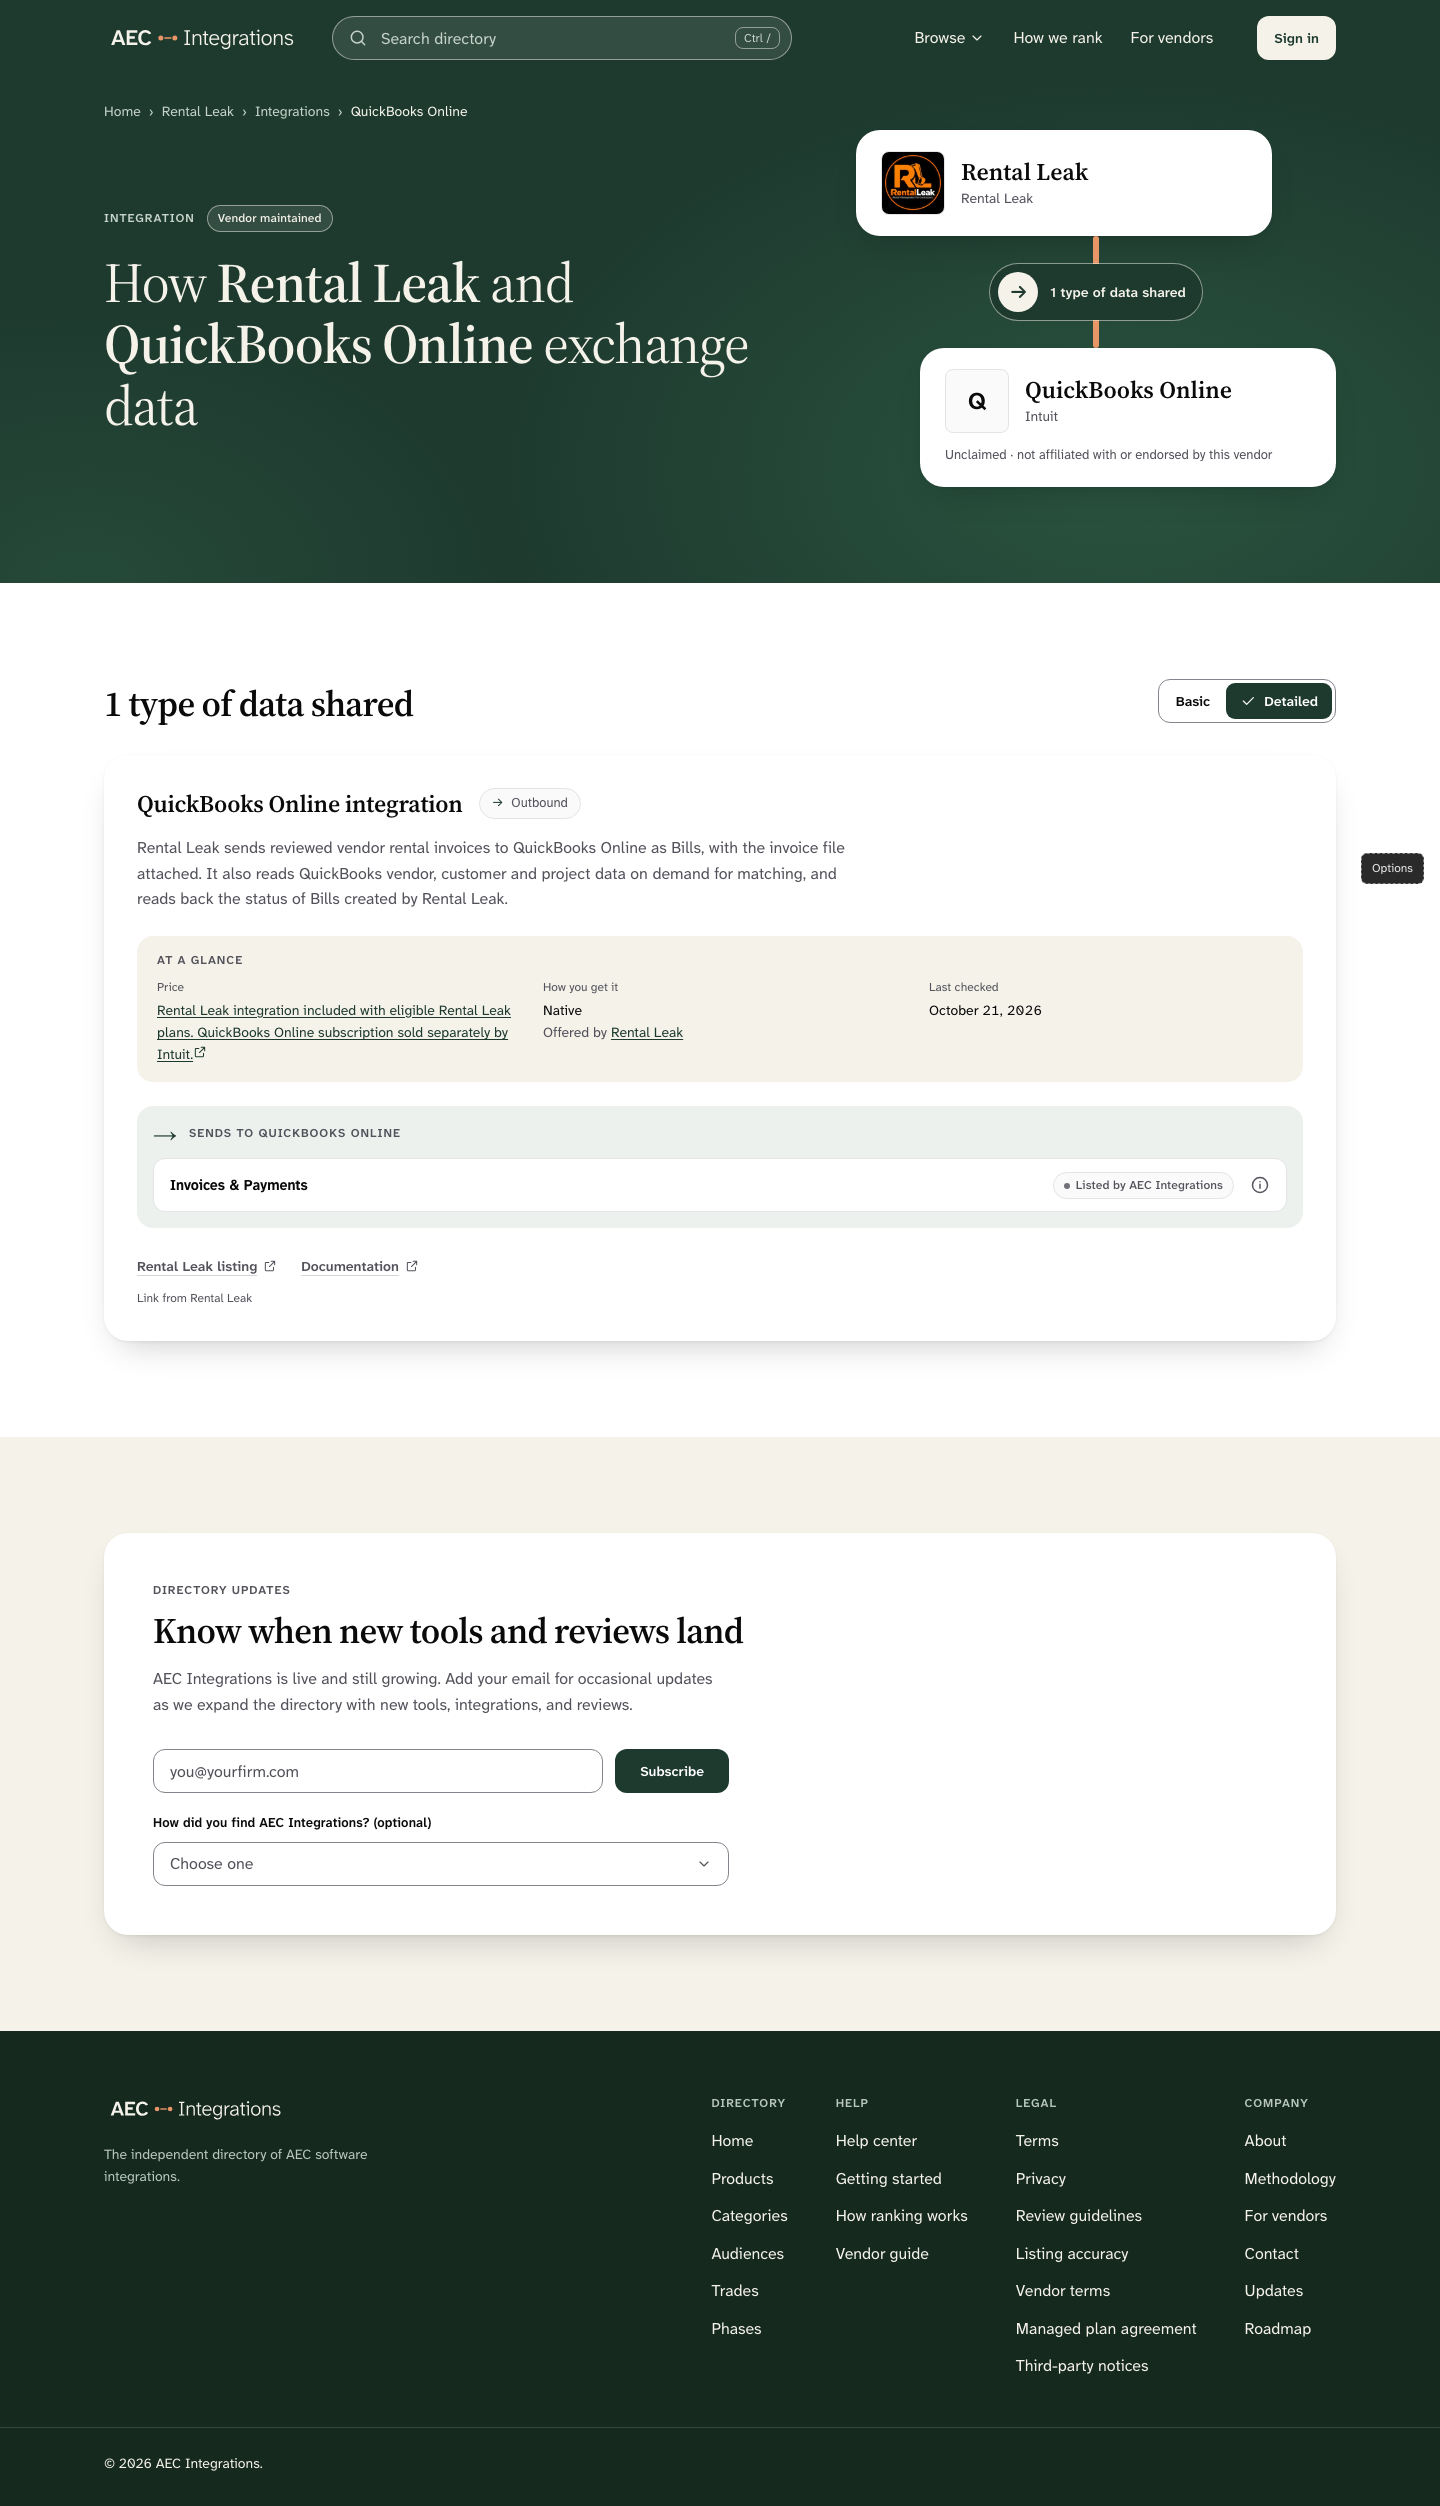 AEC Integrations
Search directory
Ctrl /
Browse
How we rank
For vendors
Sign in
Home › Rental Leak › Integrations › QuickBooks Online
INTEGRATION
Vendor maintained
How Rental Leak and
QuickBooks Online exchange
data
RL
RentalLeak
Rental Leak
Rental Leak
1 type of data shared
Q
QuickBooks Online
Intuit
Unclaimed · not affiliated with or endorsed by this vendor
1 type of data shared
Basic
Detailed
QuickBooks Online integration
Outbound
Rental Leak sends reviewed vendor rental invoices to QuickBooks Online as Bills, with the invoice file
attached. It also reads QuickBooks vendor, customer and project data on demand for matching, and
reads back the status of Bills created by Rental Leak.
Options
AT A GLANCE
Price
Rental Leak integration included with eligible Rental Leak
plans. QuickBooks Online subscription sold separately by
Intuit.
How you get it
Native
Offered by Rental Leak
Last checked
October 21, 2026
SENDS TO QUICKBOOKS ONLINE
Invoices & Payments
Listed by AEC Integrations
Rental Leak listing
Documentation
Link from Rental Leak
DIRECTORY UPDATES
Know when new tools and reviews land
AEC Integrations is live and still growing. Add your email for occasional updates
as we expand the directory with new tools, integrations, and reviews.
you@yourfirm.com
Subscribe
How did you find AEC Integrations? (optional)
Choose one
AEC Integrations
The independent directory of AEC software
integrations.
DIRECTORY
Home
Products
Categories
Audiences
Trades
Phases
HELP
Help center
Getting started
How ranking works
Vendor guide
LEGAL
Terms
Privacy
Review guidelines
Listing accuracy
Vendor terms
Managed plan agreement
Third-party notices
COMPANY
About
Methodology
For vendors
Contact
Updates
Roadmap
© 2026 AEC Integrations.